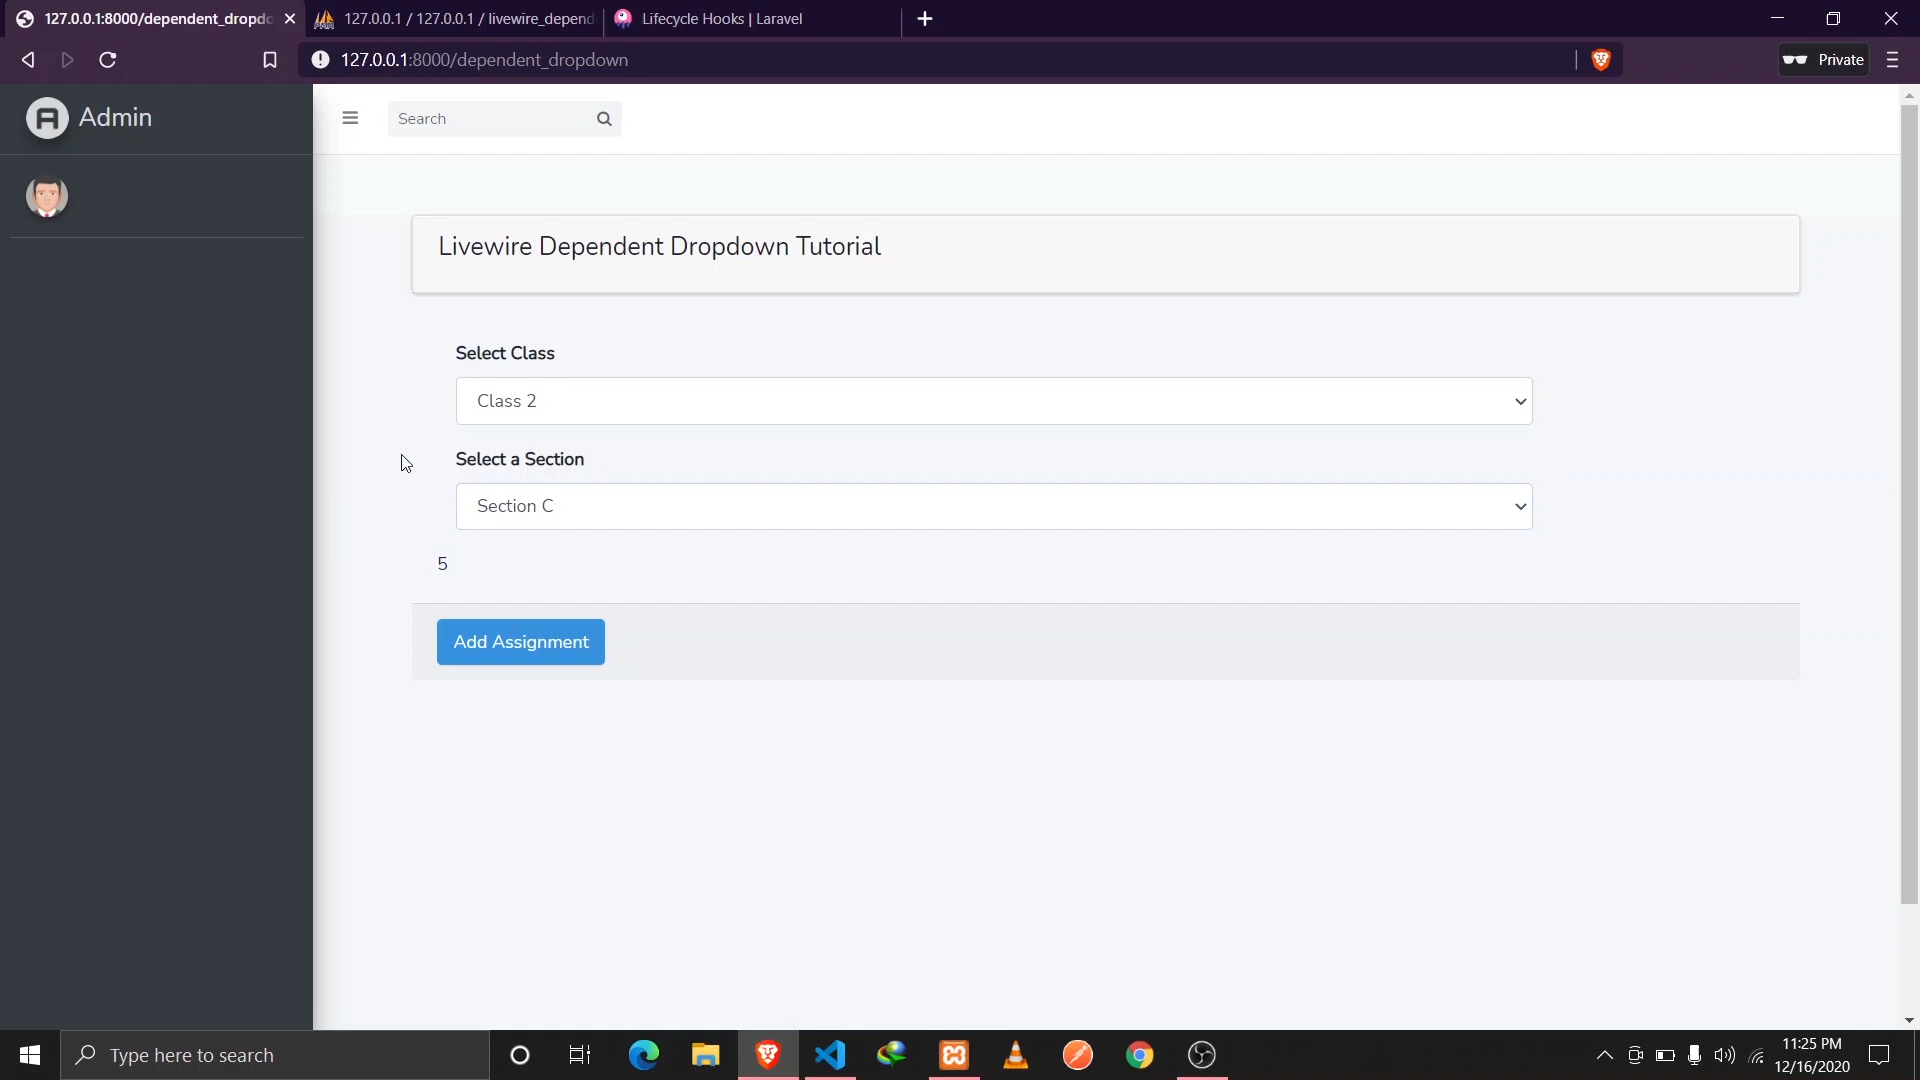 127.0.0.1:8000/dependent_dropdo
127.0.0.1 / 127.0.0.1 / livewire_depend
Lifecycle Hooks | Laravel
127.0.0.1:8000/dependent_dropdown
Private
Admin
Search
Livewire Dependent Dropdown Tutorial
Select Class
Class 2
Select a Section
Section C
5
Add Assignment
Type here to search
11:25 PM
12/16/2020